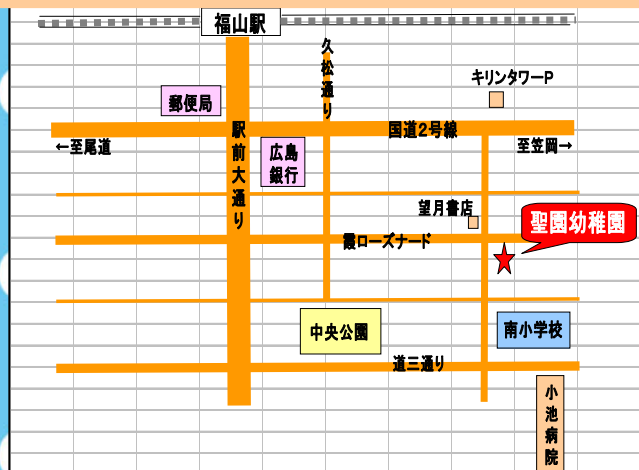 福山駅
久松通り
キリンタワーP
郵便局
駅前大通り
国道2号線
←至尾道
広島
銀行
至笠岡→
望月書店
聖園幼稚園
霞ローズナード
中央公園
南小学校
道三通り
小池病院